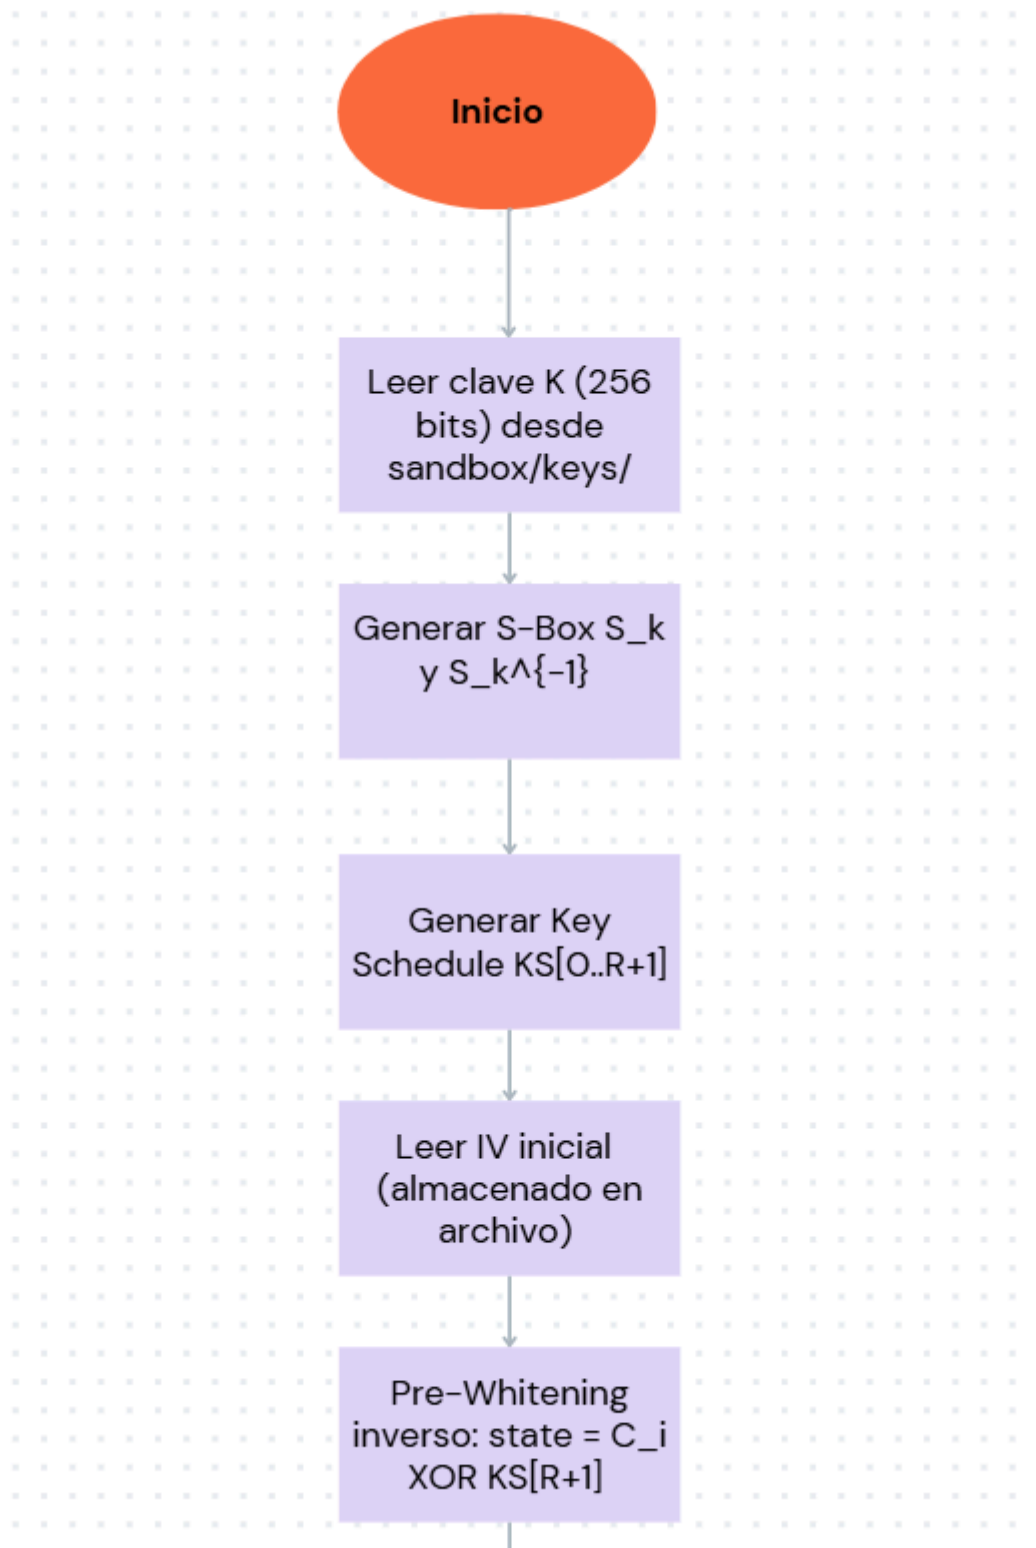 Inicio
Leer clave K (256
bits) desde
sandbox/keys/
Generar S-Box S_k
y S_k^{-1}
Generar Key
Schedule KS[0..R+1]
Leer IV inicial
(almacenado en
archivo)
Pre-Whitening
inverso: state = C_i
XOR KS[R+1]